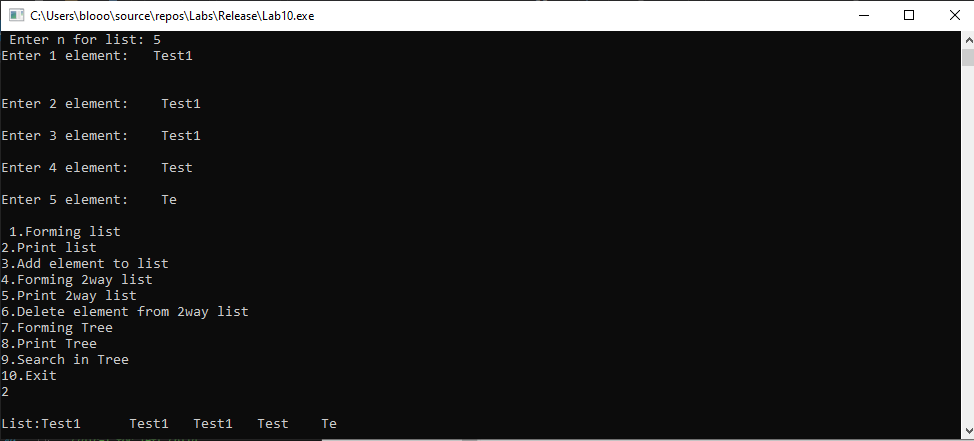 C:\Users\blooo\source\repos\Labs\Release\Lab10.exe
Enter n for list: 5
Enter 1 element:   Test1
Enter 2 element:    Test1
Enter 3 element:    Test1
Enter 4 element:    Test
Enter 5 element:    Te
1.Forming list
2.Print list
3.Add element to list
4.Forming 2way list
5.Print 2way list
6.Delete element from 2way list
7.Forming Tree
8.Print Tree
9.Search in Tree
10.Exit
2
List:Test1      Test1   Test1   Test    Te